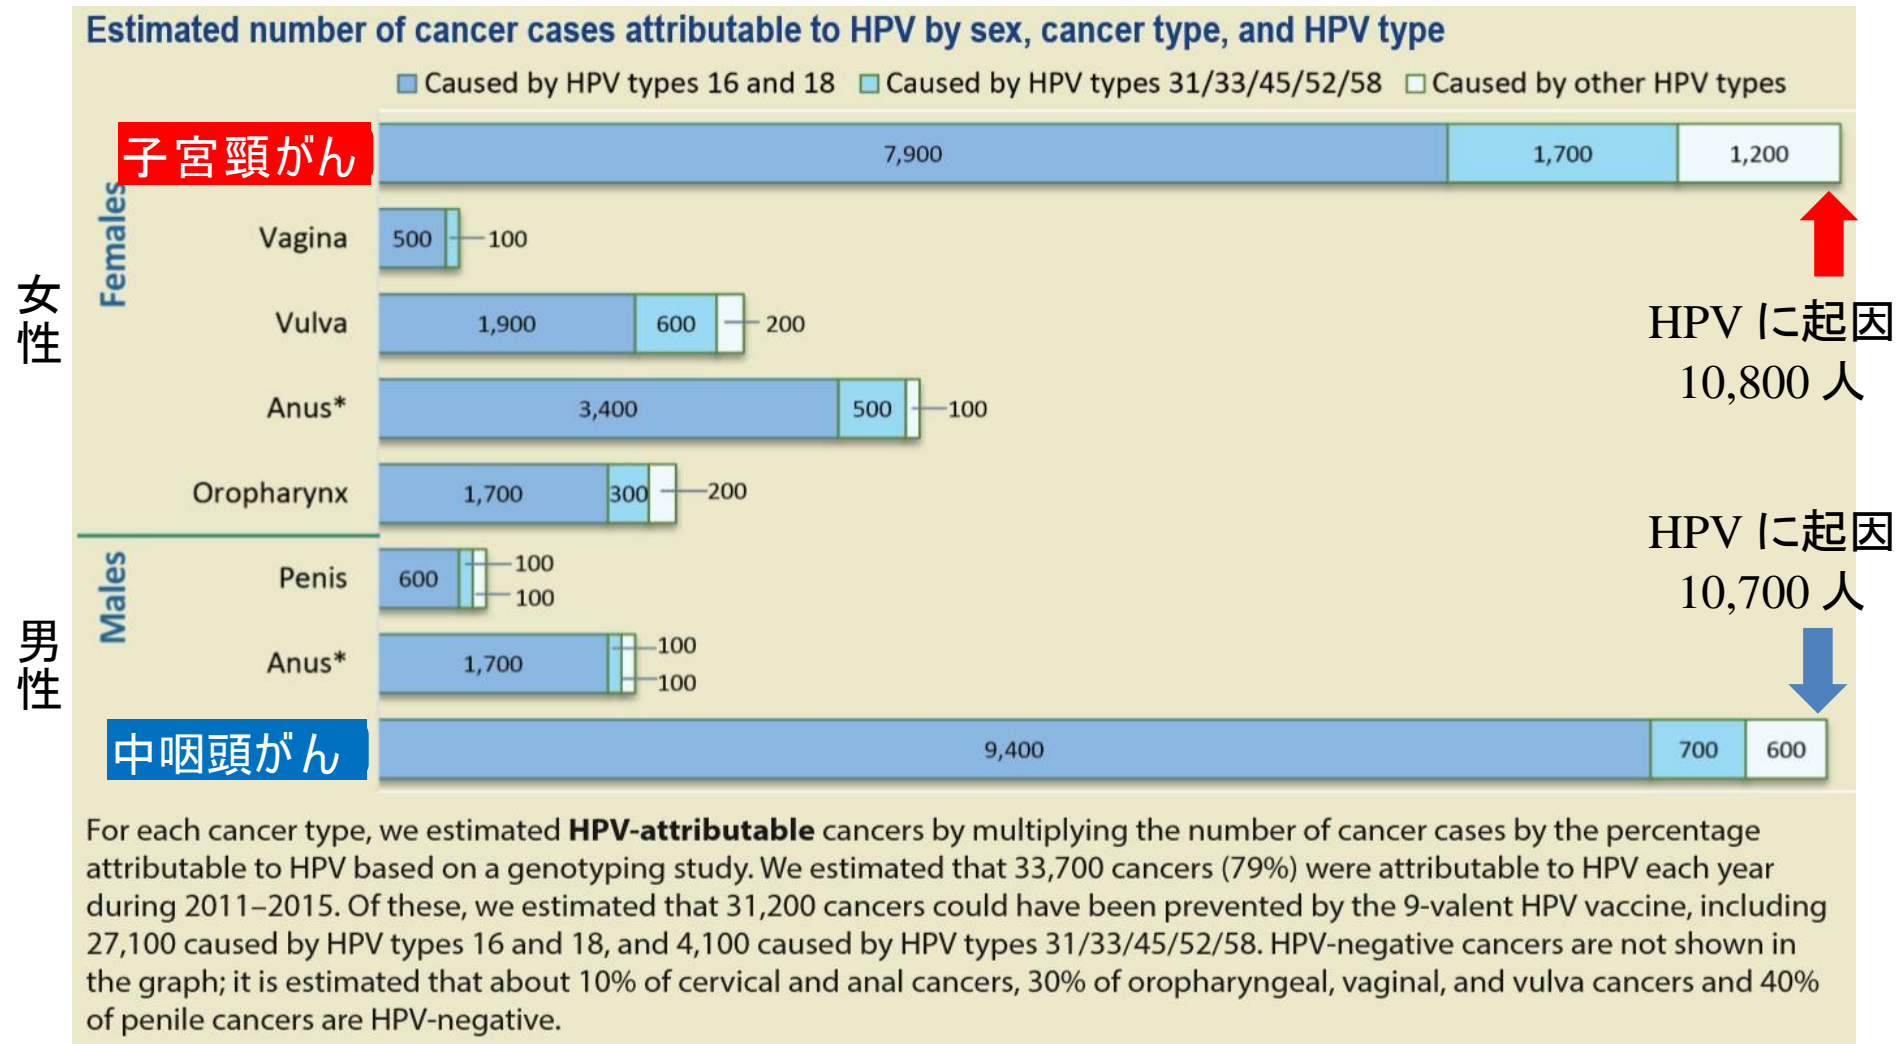 Estimated number of cancer cases attributable to HPV by sex, cancer type, and HPV type
Caused by HPV types 16 and 18 Caused by HPV types 31/33/45/52/58 Caused by other HPV types
女性
Females
子宮頸がん 7,900 1,700 1,200
Vagina 500 100
Vulva 1,900 600 200
Anus* 3,400 500 100
Oropharynx 1,700 300 200
HPV に起因
10,800 人
男性
Males
Penis 600 100 100
Anus* 1,700 100 100
中咽頭がん 9,400 700 600
HPV に起因
10,700 人
For each cancer type, we estimated HPV-attributable cancers by multiplying the number of cancer cases by the percentage
attributable to HPV based on a genotyping study. We estimated that 33,700 cancers (79%) were attributable to HPV each year
during 2011–2015. Of these, we estimated that 31,200 cancers could have been prevented by the 9-valent HPV vaccine, including
27,100 caused by HPV types 16 and 18, and 4,100 caused by HPV types 31/33/45/52/58. HPV-negative cancers are not shown in
the graph; it is estimated that about 10% of cervical and anal cancers, 30% of oropharyngeal, vaginal, and vulva cancers and 40%
of penile cancers are HPV-negative.